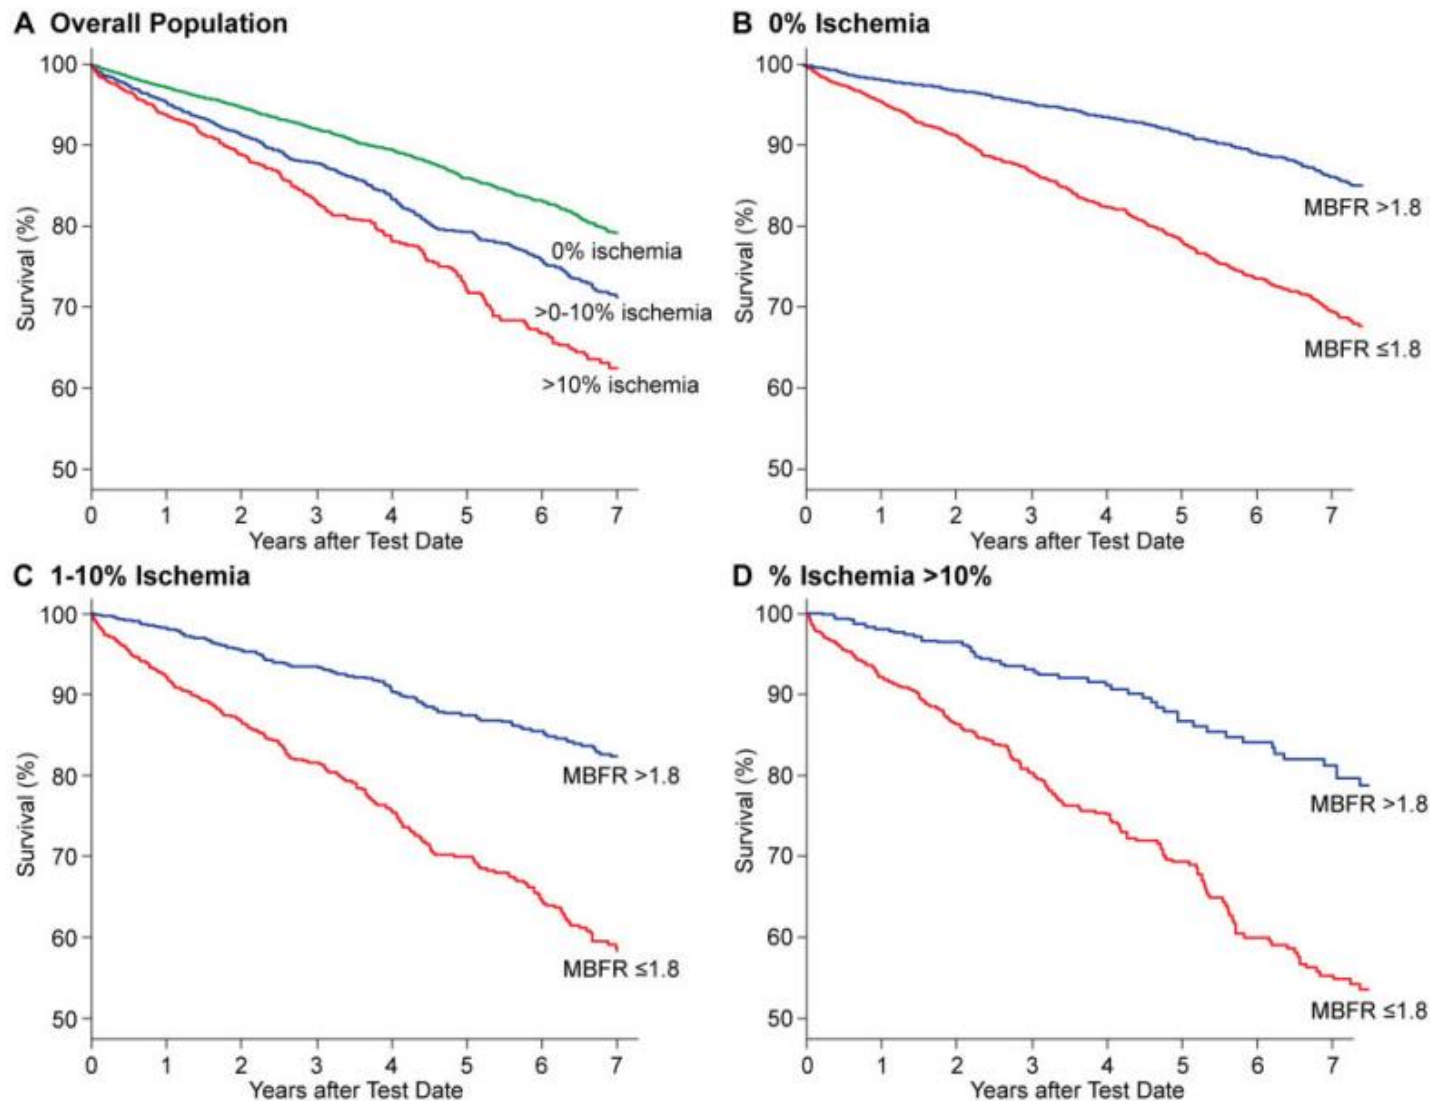 A Overall Population
100
90
80
70
60
50
Survival (%)
0% ischemia
>0-10% ischemia
>10% ischemia
0 1 2 3 4 5 6 7
Years after Test Date
B 0% Ischemia
100
90
80
70
60
50
Survival (%)
MBFR >1.8
MBFR ≤1.8
0 1 2 3 4 5 6 7
Years after Test Date
C 1-10% Ischemia
100
90
80
70
60
50
Survival (%)
MBFR >1.8
MBFR ≤1.8
0 1 2 3 4 5 6 7
Years after Test Date
D % Ischemia >10%
100
90
80
70
60
50
Survival (%)
MBFR >1.8
MBFR ≤1.8
0 1 2 3 4 5 6 7
Years after Test Date